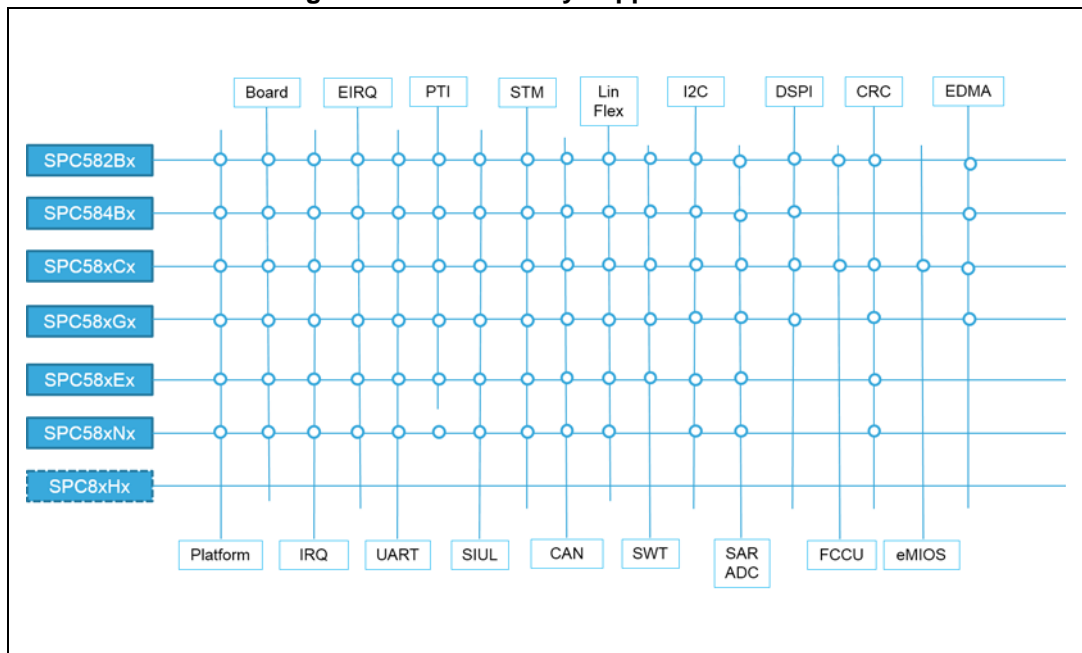 Board EIRQ PTI STM Lin Flex I2C DSPI CRC EDMA
SPC582Bx
SPC584Bx
SPC58xCx
SPC58xGx
SPC58xEx
SPC58xNx
SPC8xHx
Platform IRQ UART SIUL CAN SWT SAR ADC FCCU eMIOS